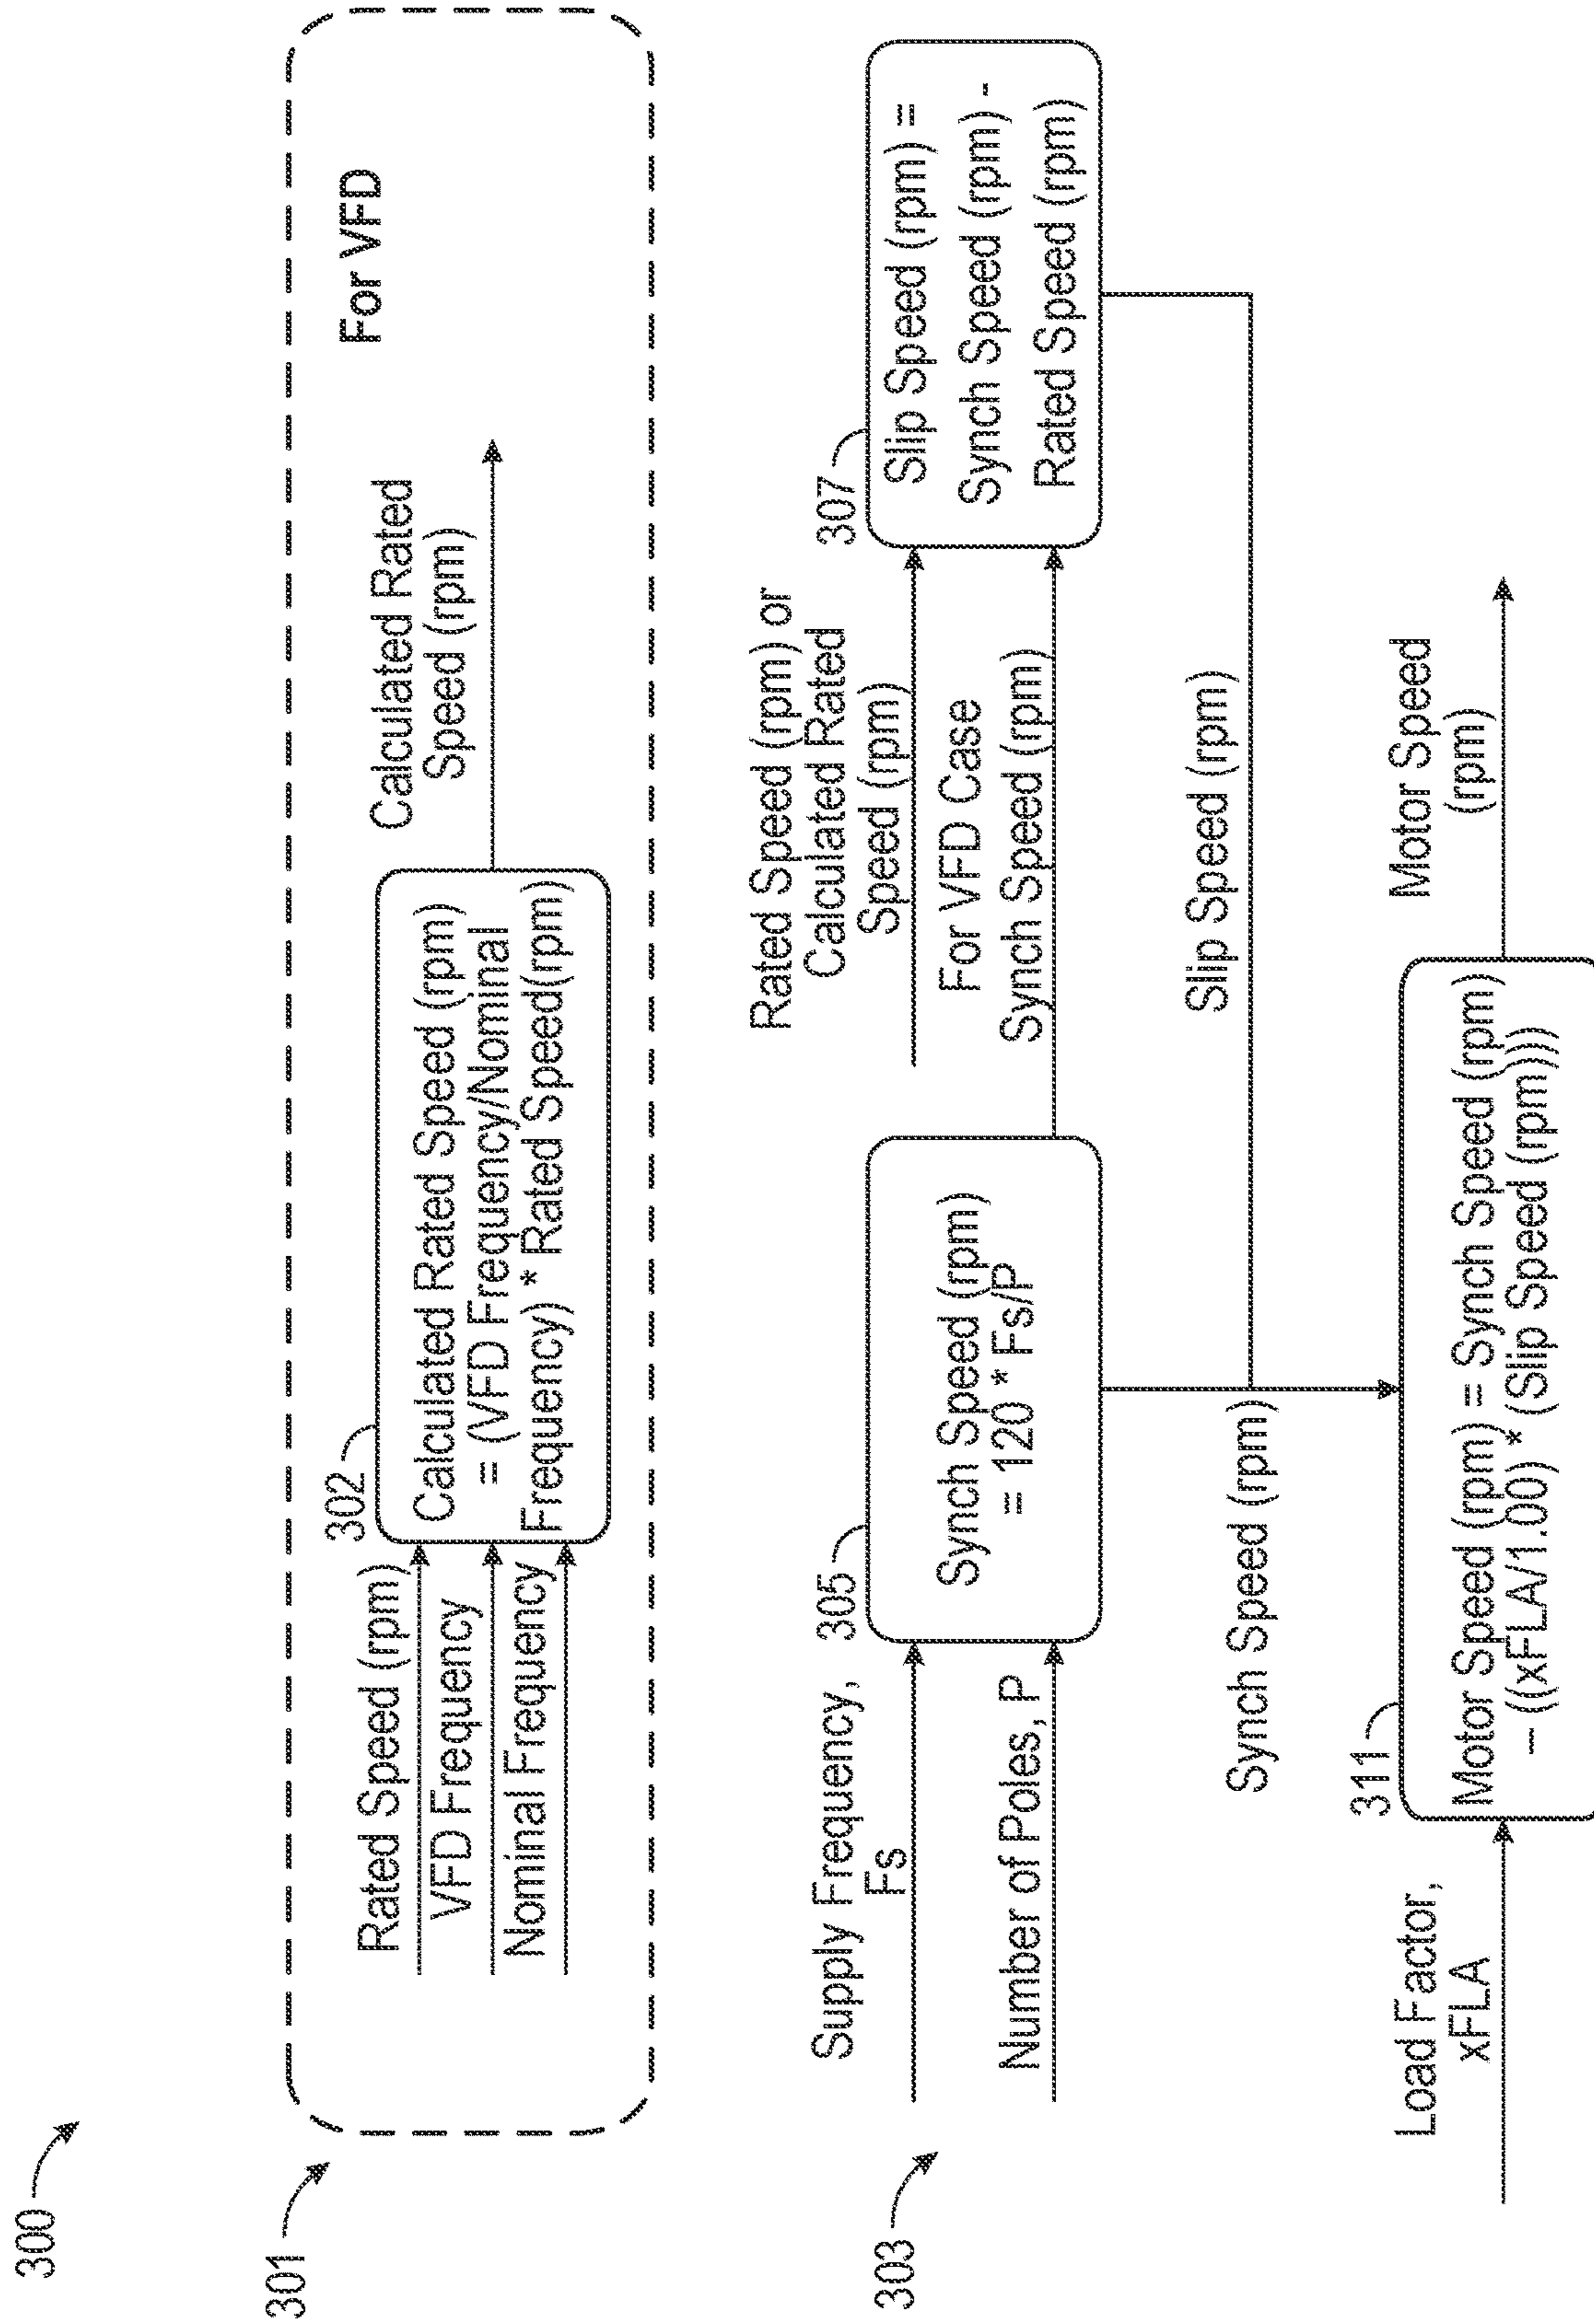 300
301
For VFD
302
Rated Speed (rpm)
VFD Frequency
Nominal Frequency
Calculated Rated Speed (rpm)
= (VFD Frequency/Nominal
Frequency) * Rated Speed(rpm)
Calculated Rated
Speed (rpm)
303
Supply Frequency,
Fs
Number of Poles, P
305
Synch Speed (rpm)
= 120 * Fs/P
Rated Speed (rpm) or
Calculated Rated
Speed (rpm)
For VFD Case
Synch Speed (rpm)
307
Slip Speed (rpm) =
Synch Speed (rpm) -
Rated Speed (rpm)
Synch Speed (rpm)
Slip Speed (rpm)
Load Factor,
xFLA
311
Motor Speed (rpm) = Synch Speed (rpm)
– ((xFLA/1.00) * (Slip Speed (rpm))))
Motor Speed
(rpm)